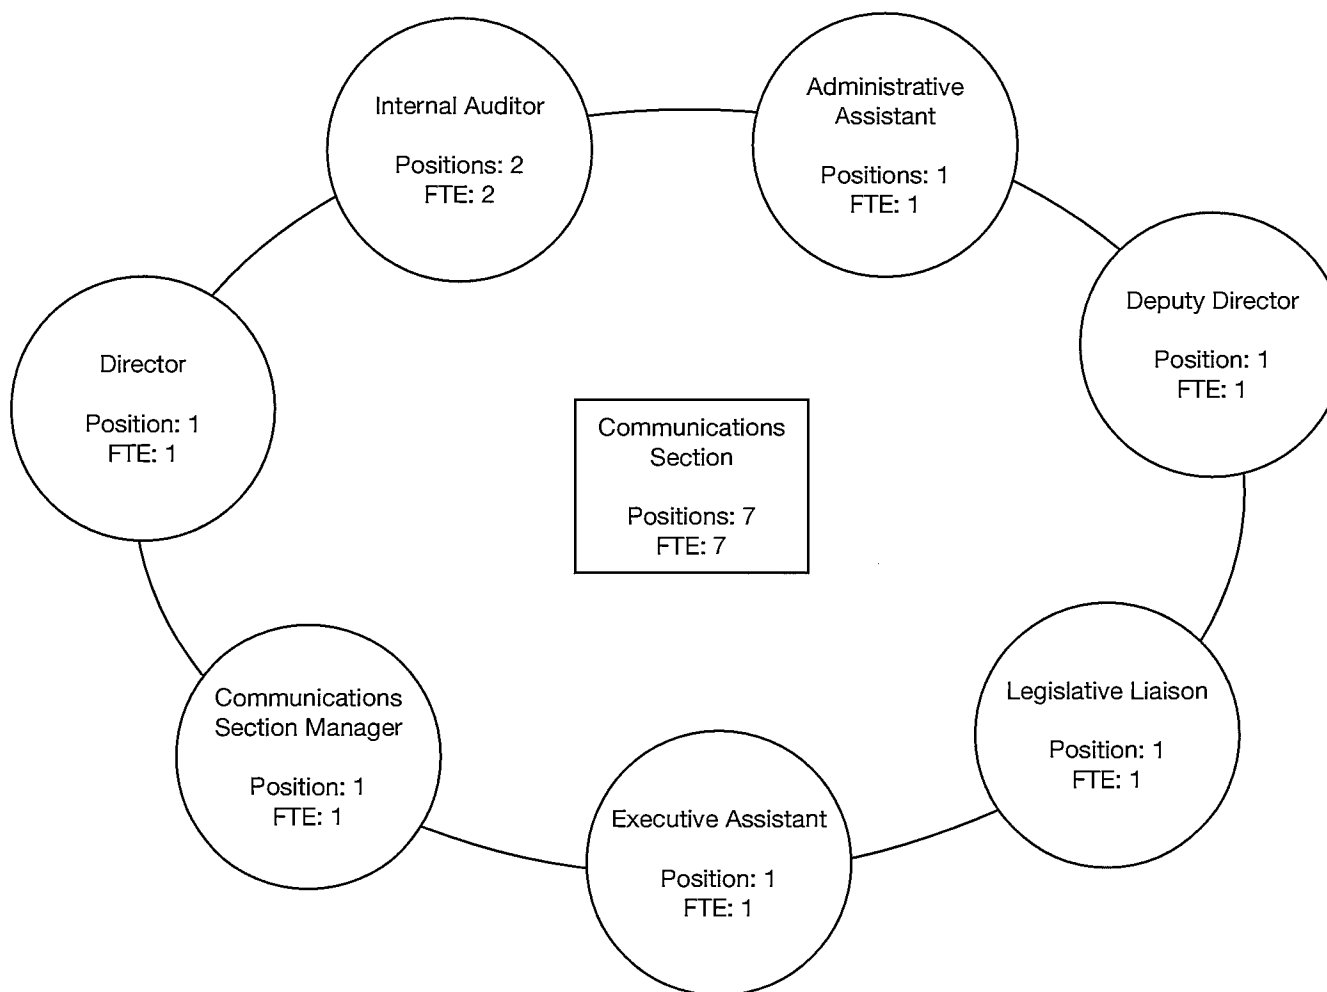 Internal Auditor
Positions: 2
FTE: 2
Administrative
Assistant
Positions: 1
FTE: 1
Deputy Director
Position: 1
FTE: 1
Director
Position: 1
FTE: 1
Communications
Section
Positions: 7
FTE: 7
Communications
Section Manager
Position: 1
FTE: 1
Executive Assistant
Position: 1
FTE: 1
Legislative Liaison
Position: 1
FTE: 1